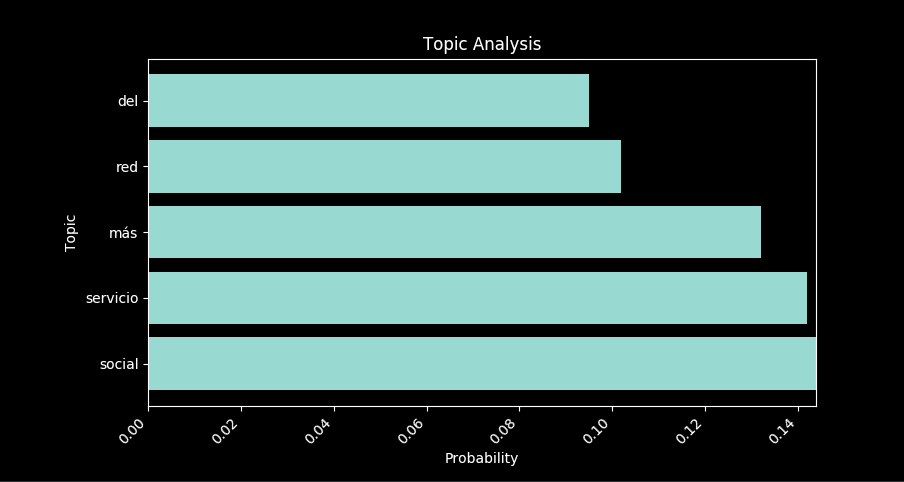 Topic Analysis
del
red
más
servicio
social
Topic
0.00 0.02 0.04 0.06 0.08 0.10 0.12 0.14
Probability